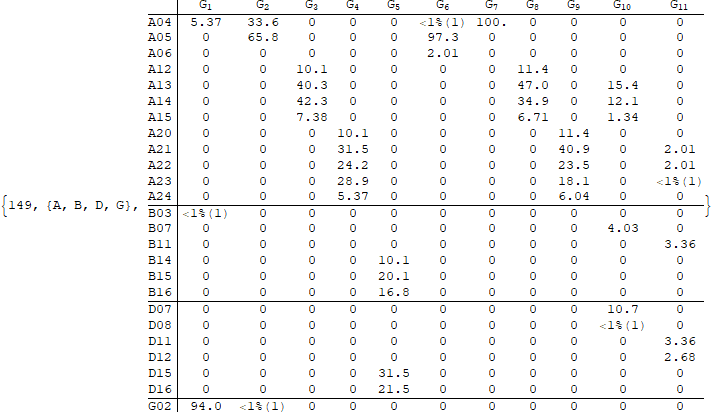 G1 G2 G3 G4 G5 G6 G7 G8 G9 G10 G11
A04 5.37 33.6 0 0 0 <1%(1) 100. 0 0 0 0
A05 0 65.8 0 0 0 97.3 0 0 0 0 0
A06 0 0 0 0 0 2.01 0 0 0 0 0
A12 0 0 10.1 0 0 0 0 11.4 0 0 0
A13 0 0 40.3 0 0 0 0 47.0 0 15.4 0
A14 0 0 42.3 0 0 0 0 34.9 0 12.1 0
A15 0 0 7.38 0 0 0 0 6.71 0 1.34 0
A20 0 0 0 10.1 0 0 0 0 11.4 0 0
A21 0 0 0 31.5 0 0 0 0 40.9 0 2.01
A22 0 0 0 24.2 0 0 0 0 23.5 0 2.01
A23 0 0 0 28.9 0 0 0 0 18.1 0 <1%(1)
A24 0 0 0 5.37 0 0 0 0 6.04 0 0
{149, {A, B, D, G}, }
B03 <1%(1) 0 0 0 0 0 0 0 0 0 0
B07 0 0 0 0 0 0 0 0 0 4.03 0
B11 0 0 0 0 0 0 0 0 0 0 3.36
B14 0 0 0 0 10.1 0 0 0 0 0 0
B15 0 0 0 0 20.1 0 0 0 0 0 0
B16 0 0 0 0 16.8 0 0 0 0 0 0
D07 0 0 0 0 0 0 0 0 0 10.7 0
D08 0 0 0 0 0 0 0 0 0 <1%(1) 0
D11 0 0 0 0 0 0 0 0 0 0 3.36
D12 0 0 0 0 0 0 0 0 0 0 2.68
D15 0 0 0 0 31.5 0 0 0 0 0 0
D16 0 0 0 0 21.5 0 0 0 0 0 0
G02 94.0 <1%(1) 0 0 0 0 0 0 0 0 0